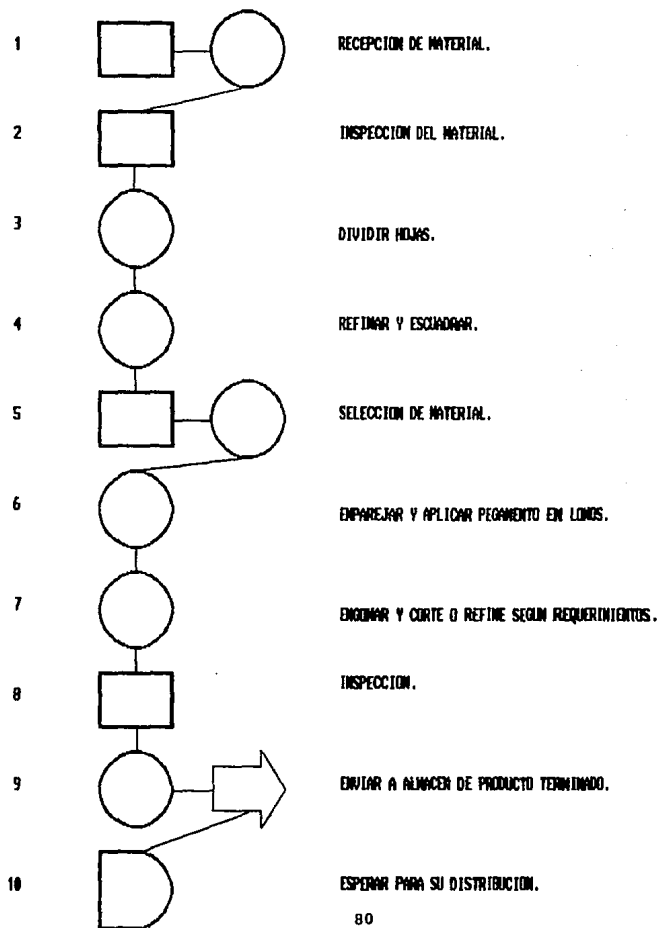 1 RECEPCION DE MATERIAL.
2 INSPECCION DEL MATERIAL.
3 DIVIDIR HOJAS.
4 REFINAR Y ESCUADRAR.
5 SELECCION DE MATERIAL.
6 EMPAREJAR Y APLICAR PEGAMENTO EN LOMOS.
7 ENGOMAR Y CORTE O REFINE SEGUN REQUERIMIENTOS.
8 INSPECCION.
9 ENVIAR A ALMACEN DE PRODUCTO TERMINADO.
10 ESPERAR PARA SU DISTRIBUCION.
80